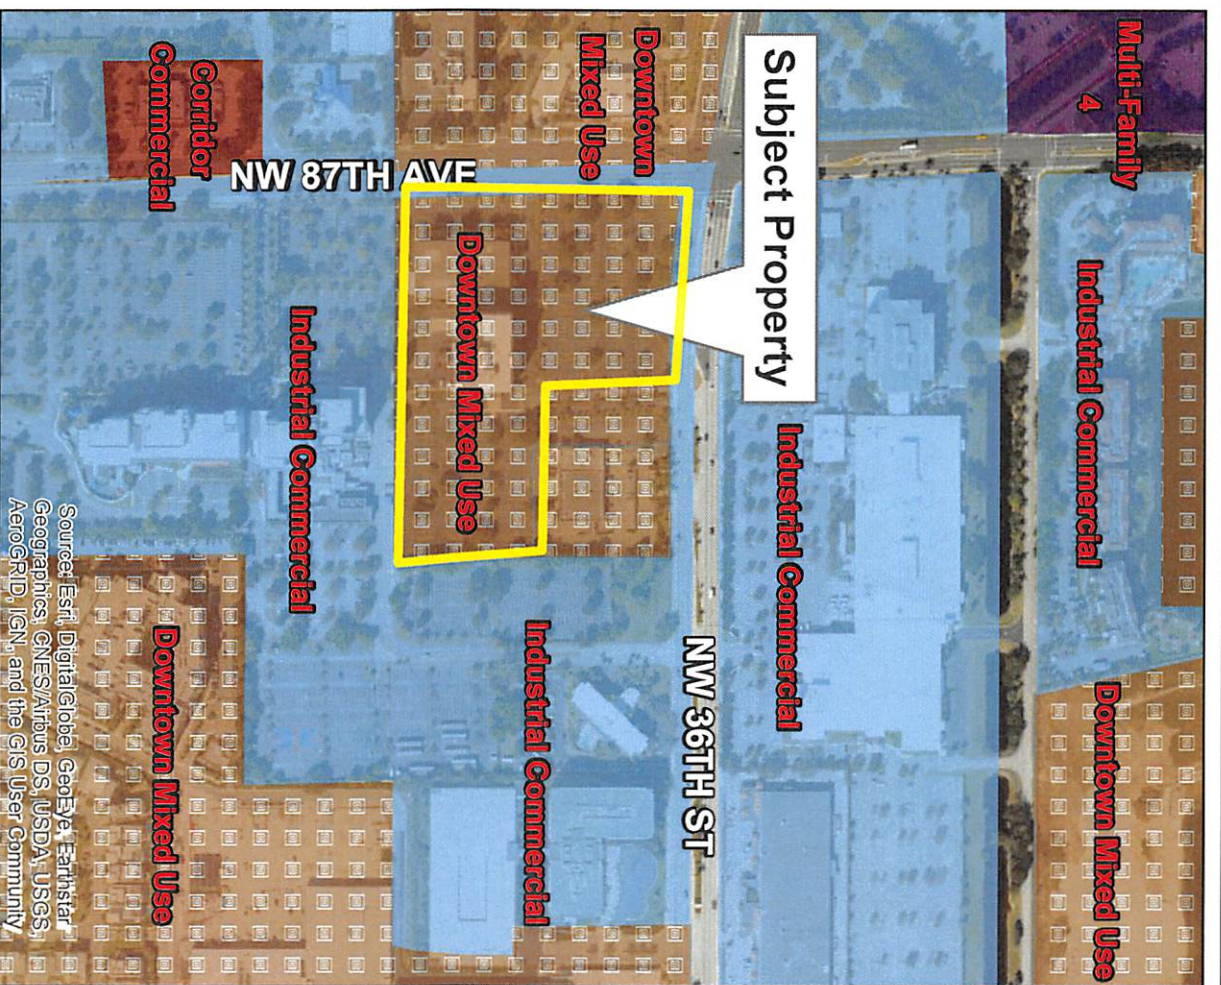 Multi-Family
4
Industrial Commercial
Downtown Mixed Use
Subject Property
Industrial Commercial
NW 36TH ST
Downtown
Mixed Use
Industrial Commercial
Downtown Mixed Use
NW 87TH AVE
Industrial Commercial
Corridor
Commercial
Downtown Mixed Use
Source: Esri, DigitalGlobe, GeoEye, Earthstar
Geographics, CNES/Airbus DS, USDA, USGS,
AeroGRID, IGN, and the GIS User Community